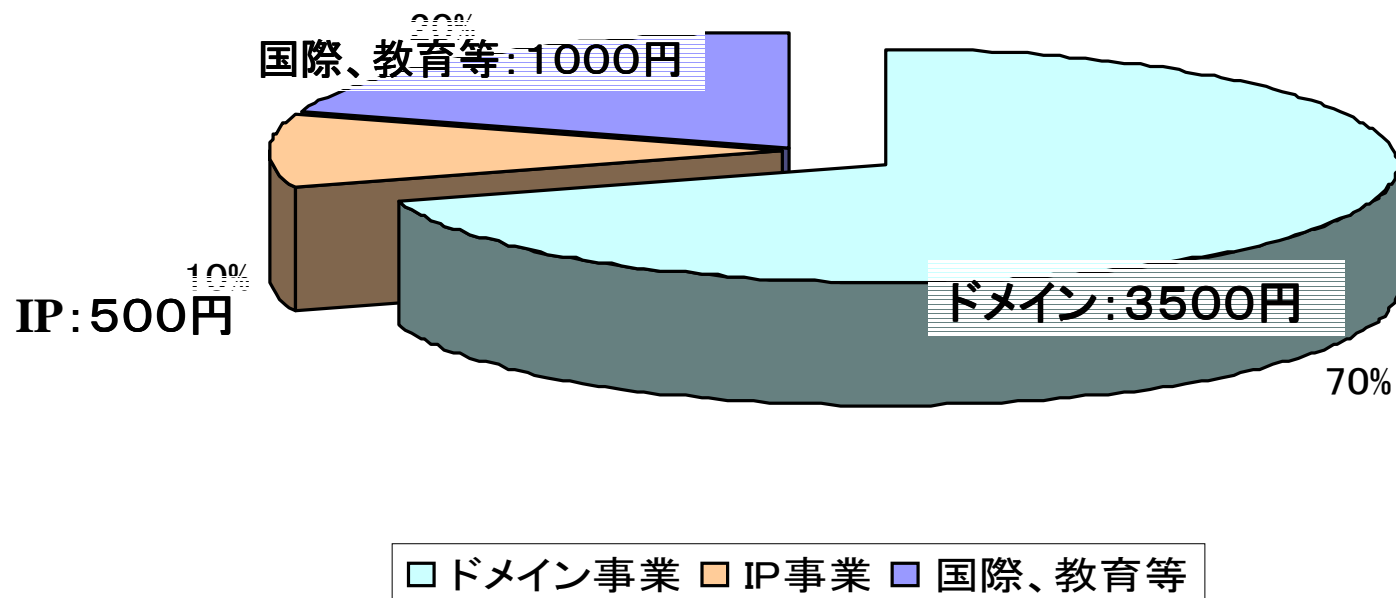 20%
国際、教育等：1000円
10%
IP：500円
ドメイン：3500円
70%
ドメイン事業 IP事業 国際、教育等